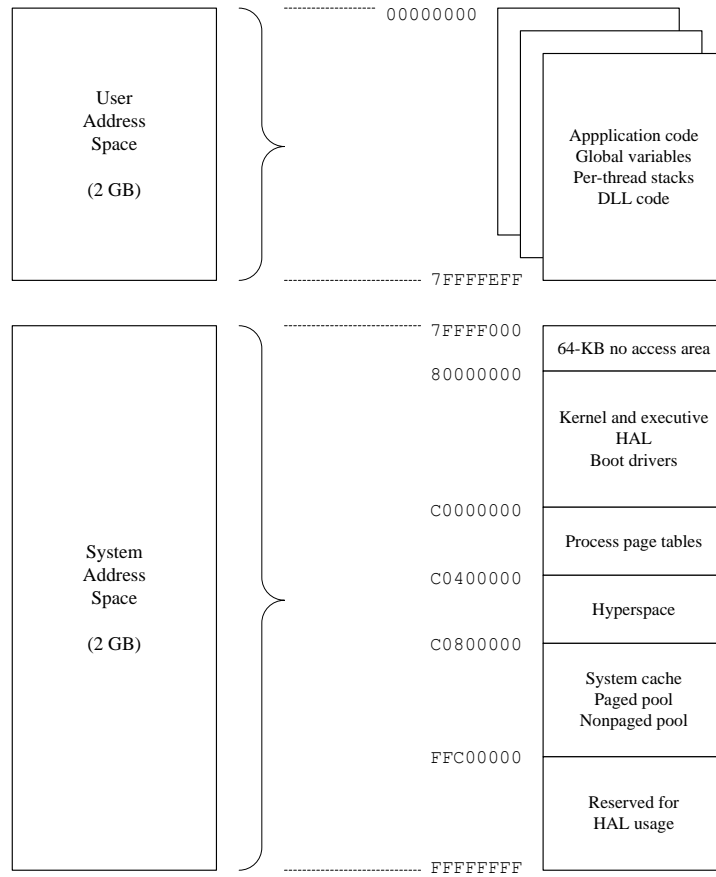 00000000
User
Address
Space
(2 GB)
Appplication code
Global variables
Per-thread stacks
DLL code
7FFFFEFF
7FFFF000
64-KB no access area
80000000
Kernel and executive
HAL
Boot drivers
C0000000
System
Address
Space
(2 GB)
Process page tables
C0400000
Hyperspace
C0800000
System cache
Paged pool
Nonpaged pool
FFC00000
Reserved for
HAL usage
FFFFFFFF